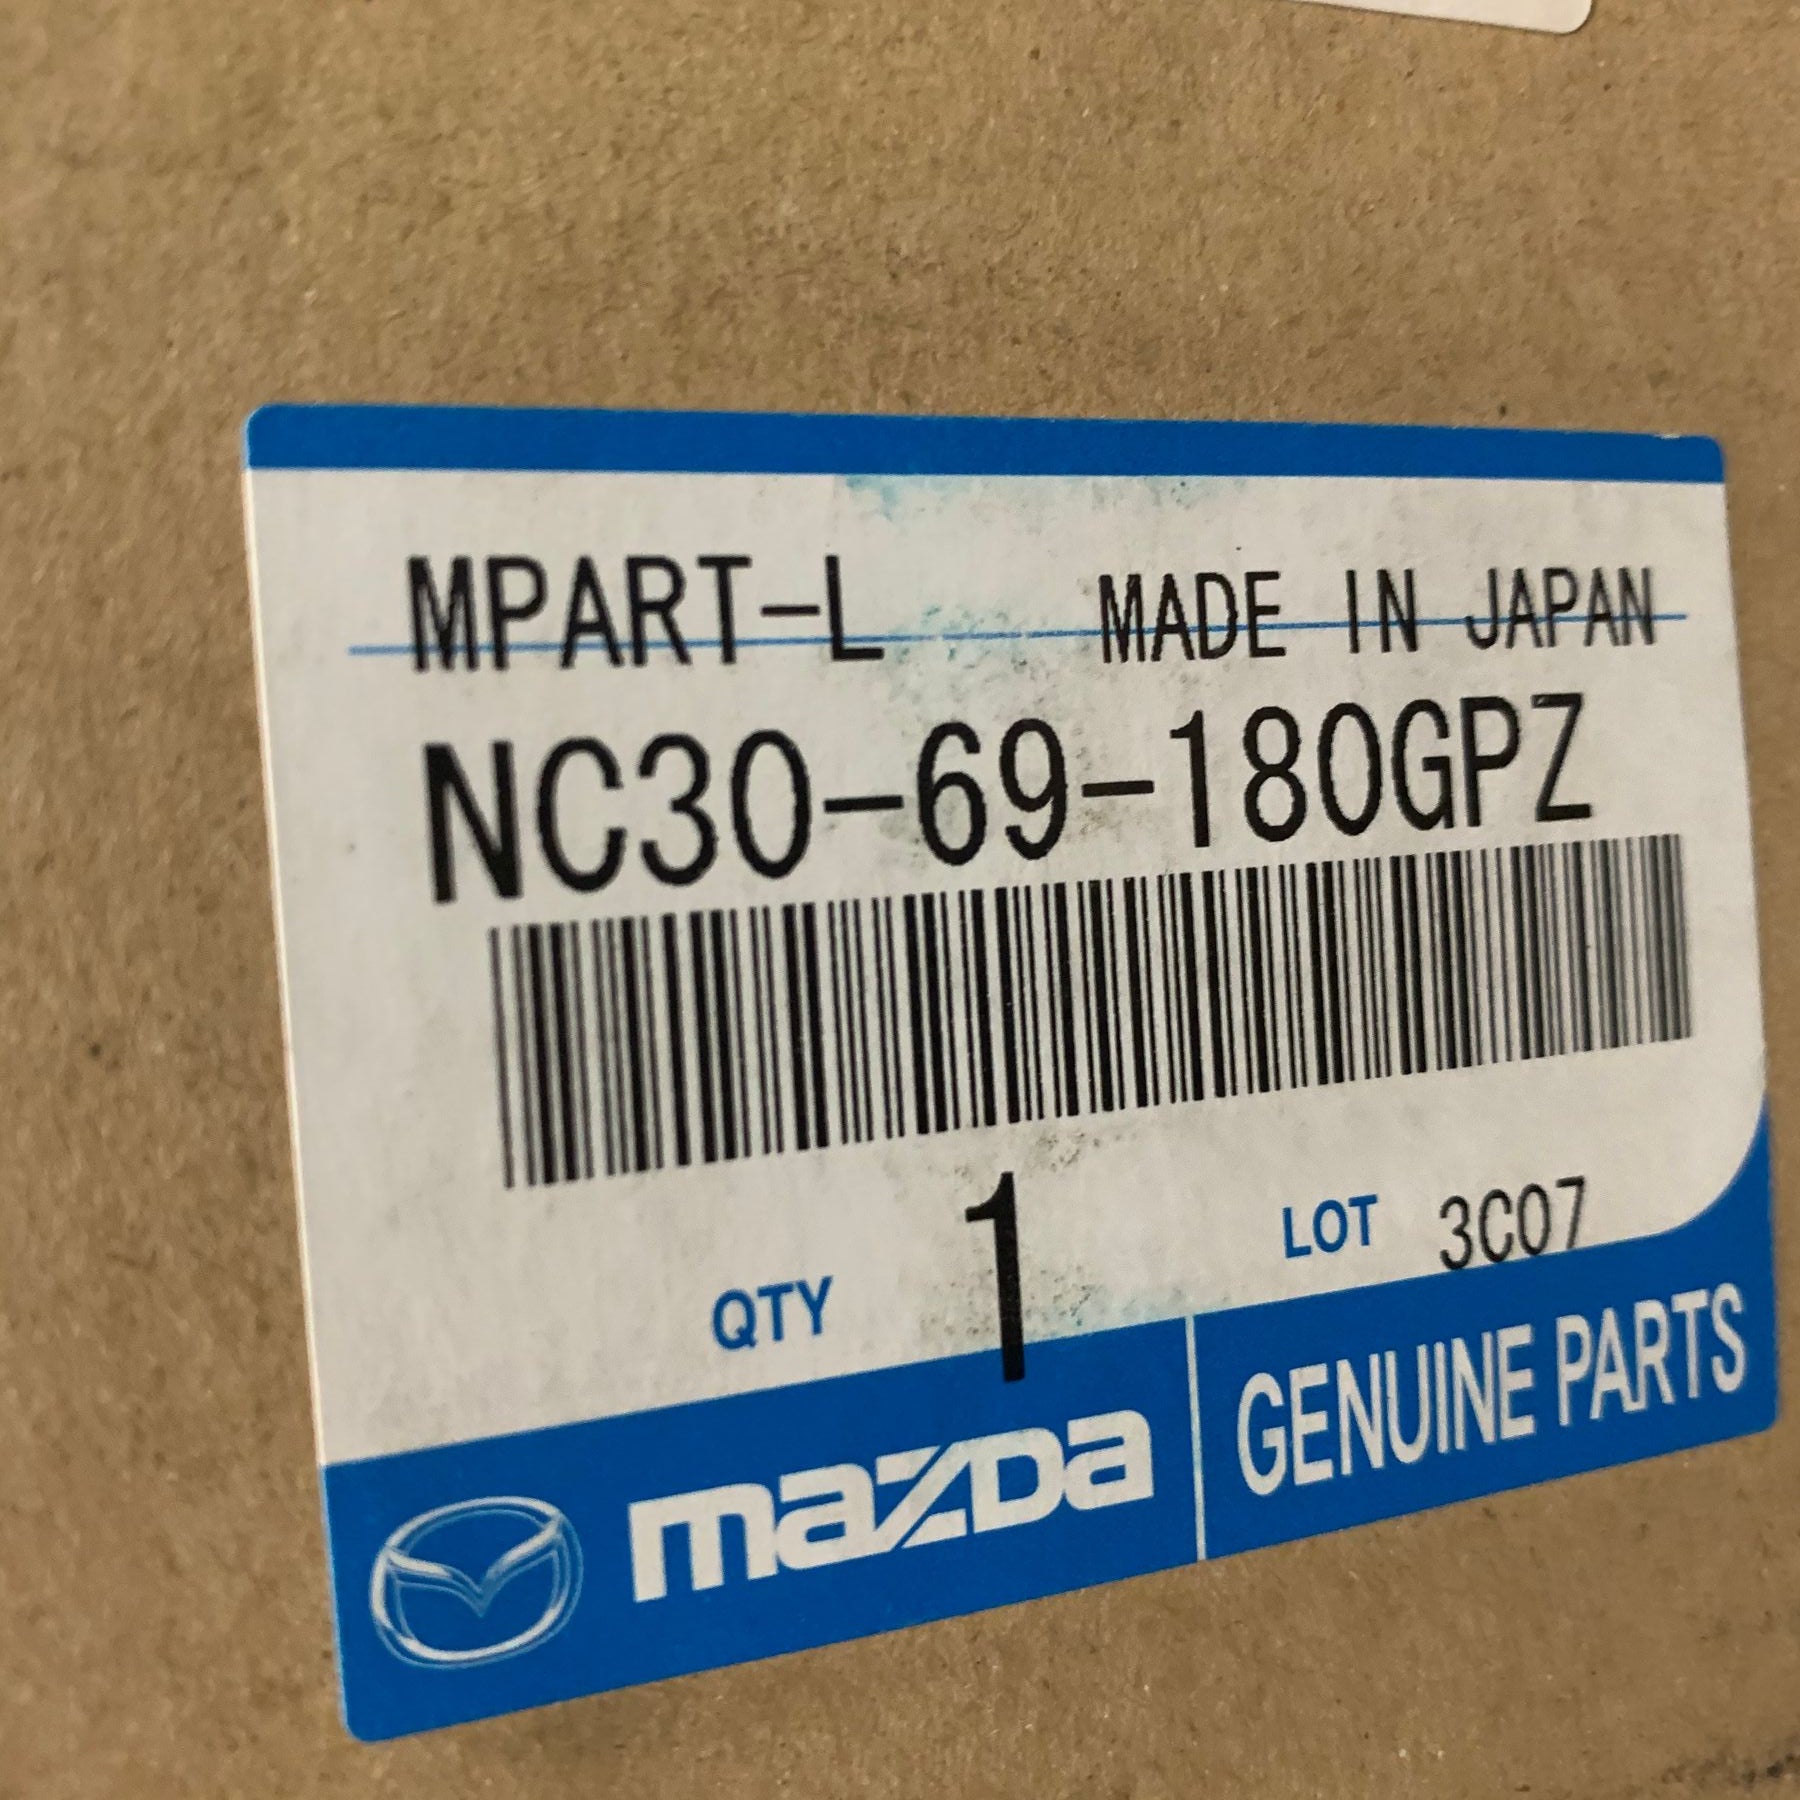 MPART-L MADE IN JAPAN
NC30-69-180GPZ
QTY 1 LOT 3C07
mazda GENUINE PARTS